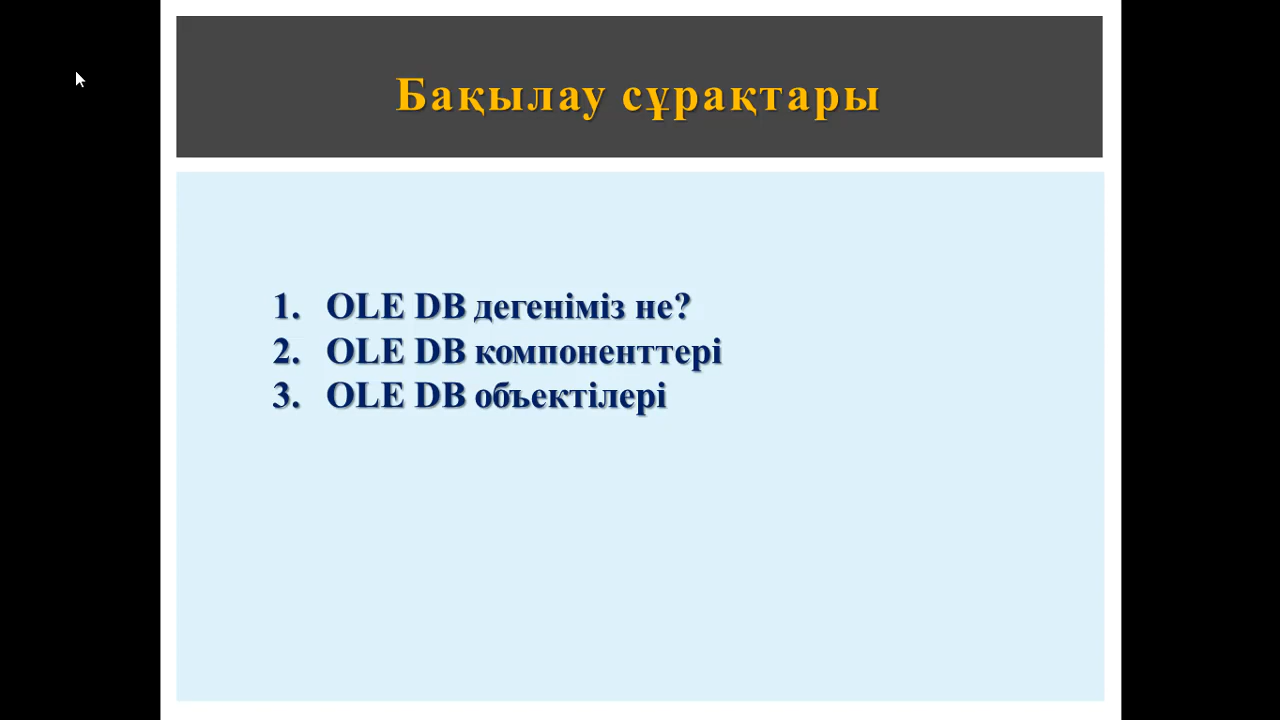 Бақылау сұрақтары
1. OLE DB дегеніміз не?
2. OLE DB компоненттері
3. OLE DB объектілері